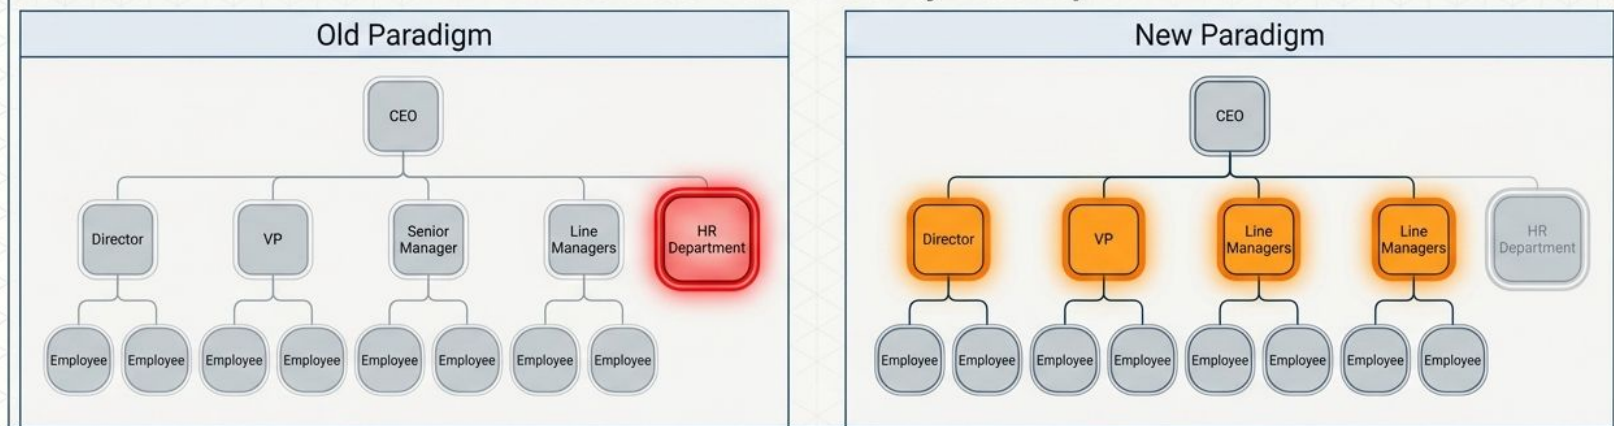 Old Paradigm
CEO
Director
VP
Senior
Manager
Line
Managers
HR
Department
Employee
Employee
Employee
Employee
Employee
Employee
Employee
Employee
New Paradigm
CEO
Director
VP
Line
Managers
Line
Managers
HR
Department
Employee
Employee
Employee
Employee
Employee
Employee
Employee
Employee